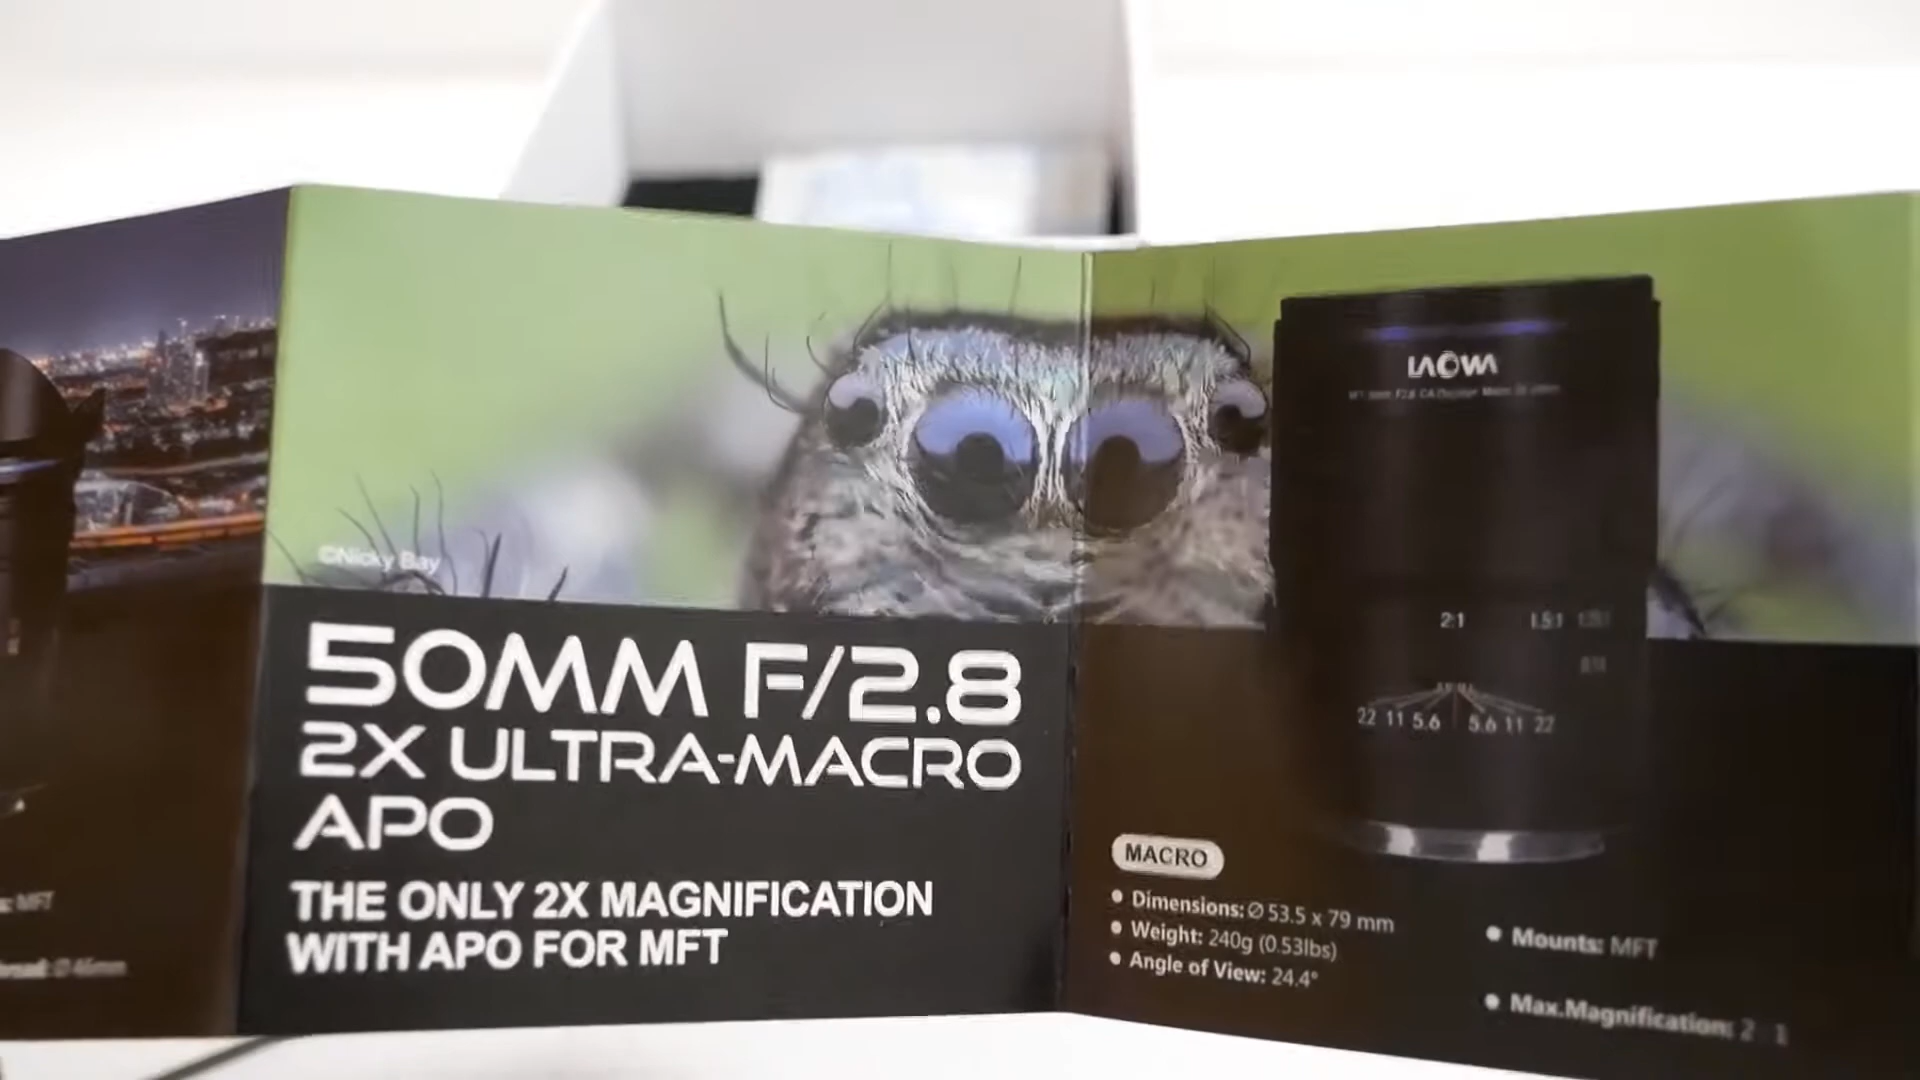 MFT
©Nicky Bay
50MM F/2.8
2X ULTRA-MACRO
APO
THE ONLY 2X MAGNIFICATION
WITH APO FOR MFT
LAOWA
2:1 1.5:1
22 11 5.6 5.6 11 22
MACRO
Dimensions: Ø 53.5 x 79 mm
Weight: 240g (0.53lbs)
Angle of View: 24.4°
Mounts: MFT
Max.Magnification: 2 : 1